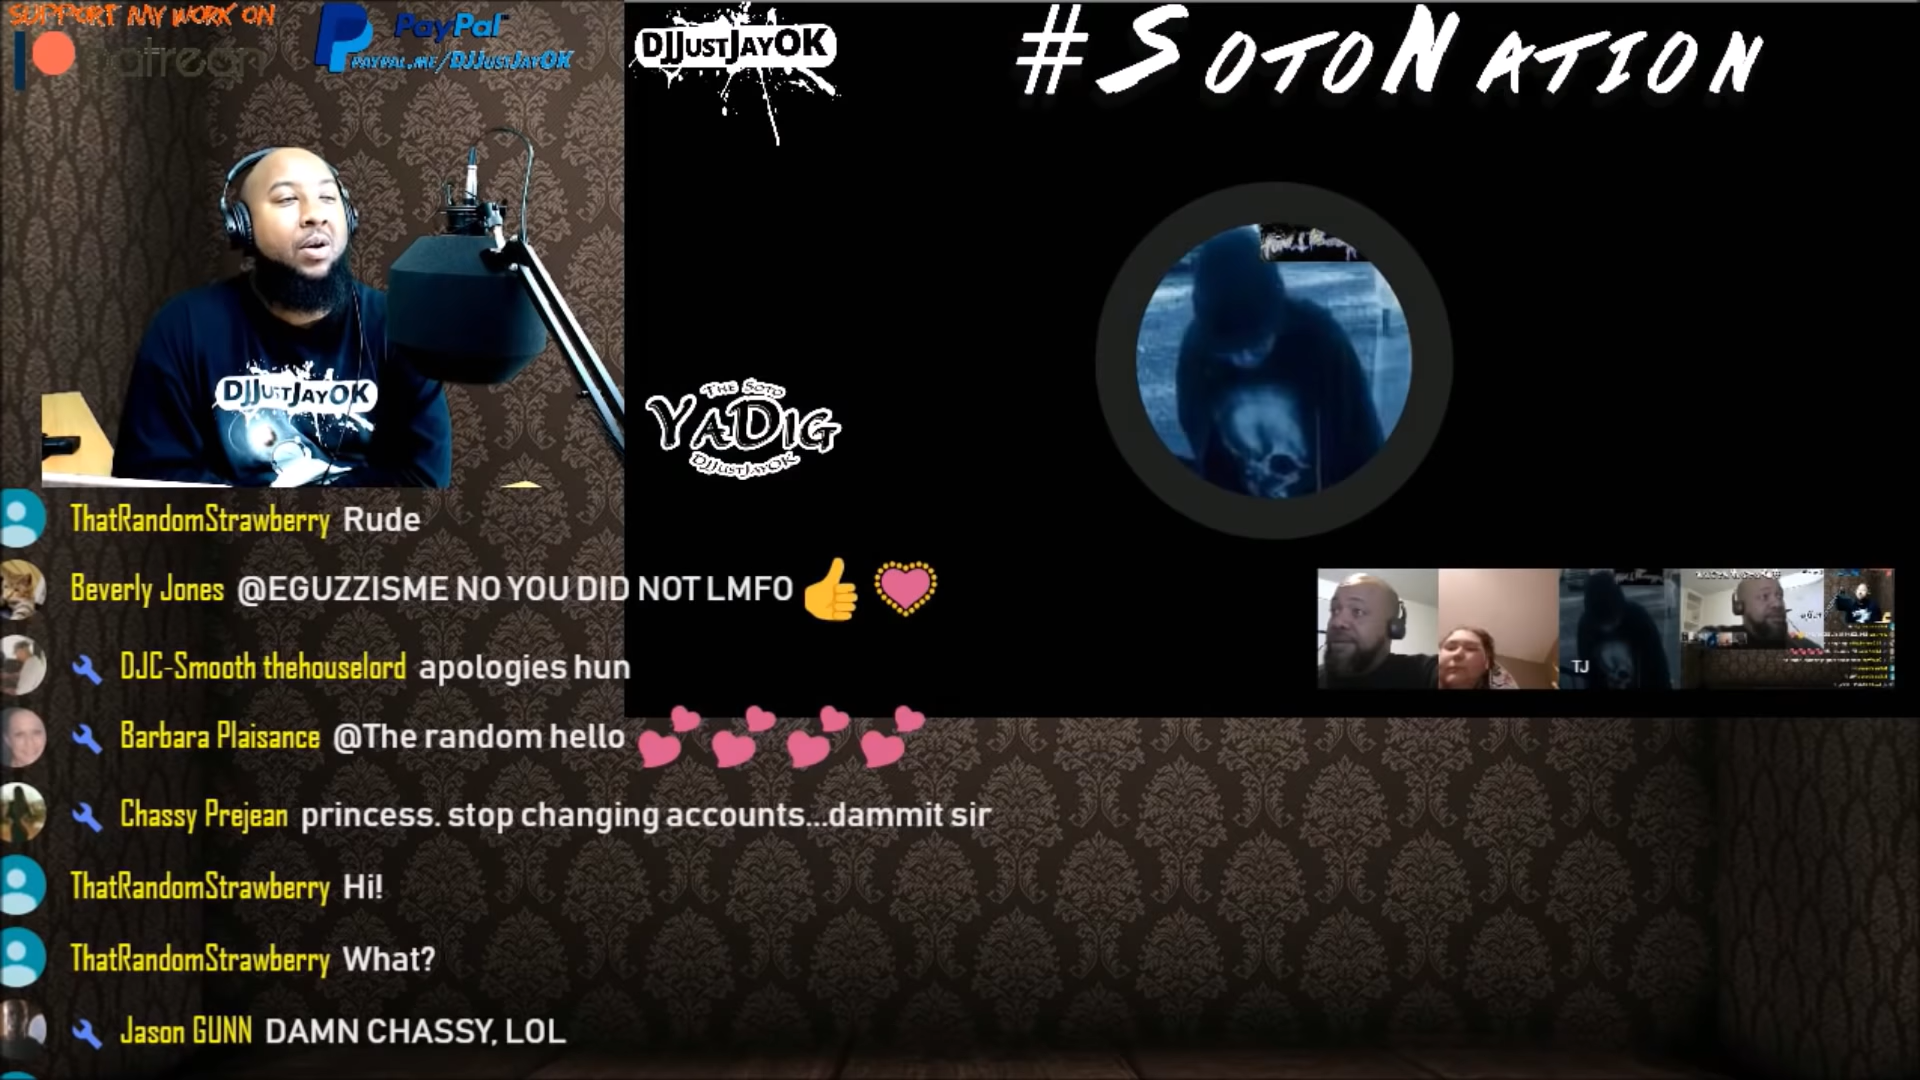 SUPPORT MY WORK ON
patreon
PayPal
PAYPAL.ME/DJJUSTJAYOK
DJJUSTJAYOK
#SOTONATION
DJJUSTJAYOK
THE SOTO
YADIG
DJJUSTJAYOK
TJ
ThatRandomStrawberry Rude
Beverly Jones @EGUZZISME NO YOU DID NOT LMFO 👍 💟
DJC-Smooth thehouselord apologies hun
Barbara Plaisance @The random hello 💕 💕 💕 💕
Chassy Prejean princess. stop changing accounts...dammit sir
ThatRandomStrawberry Hi!
ThatRandomStrawberry What?
Jason GUNN DAMN CHASSY, LOL